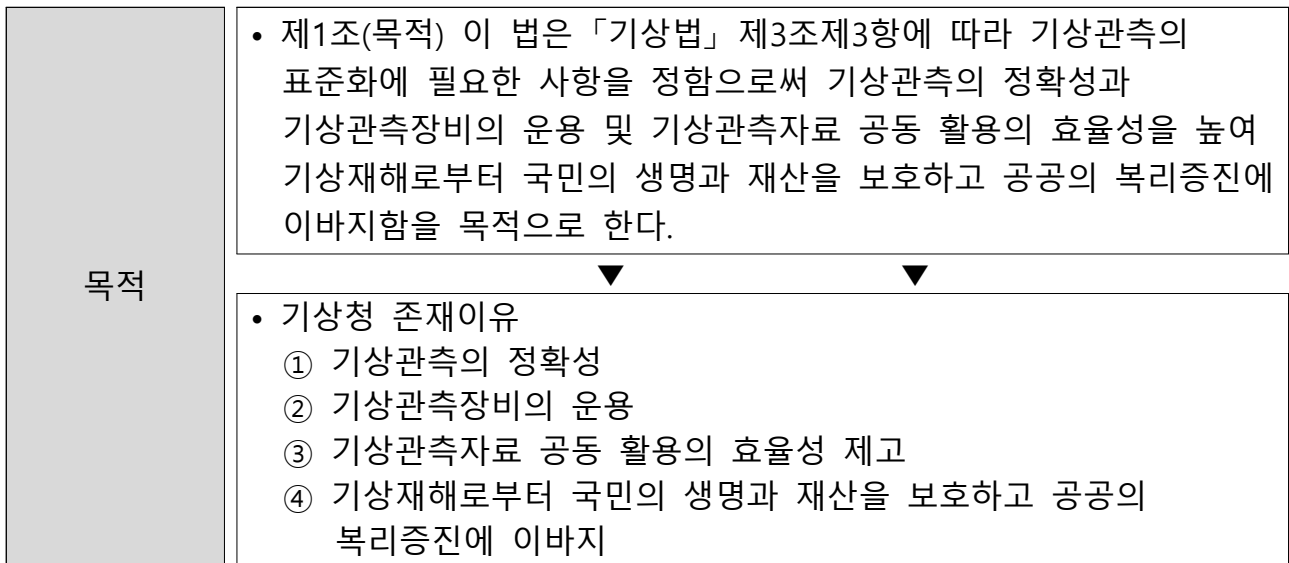 목적
• 제1조(목적) 이 법은「기상법」제3조제3항에 따라 기상관측의
표준화에 필요한 사항을 정함으로써 기상관측의 정확성과
기상관측장비의 운용 및 기상관측자료 공동 활용의 효율성을 높여
기상재해로부터 국민의 생명과 재산을 보호하고 공공의 복리증진에
이바지함을 목적으로 한다.
▼ ▼
• 기상청 존재이유
① 기상관측의 정확성
② 기상관측장비의 운용
③ 기상관측자료 공동 활용의 효율성 제고
④ 기상재해로부터 국민의 생명과 재산을 보호하고 공공의
복리증진에 이바지